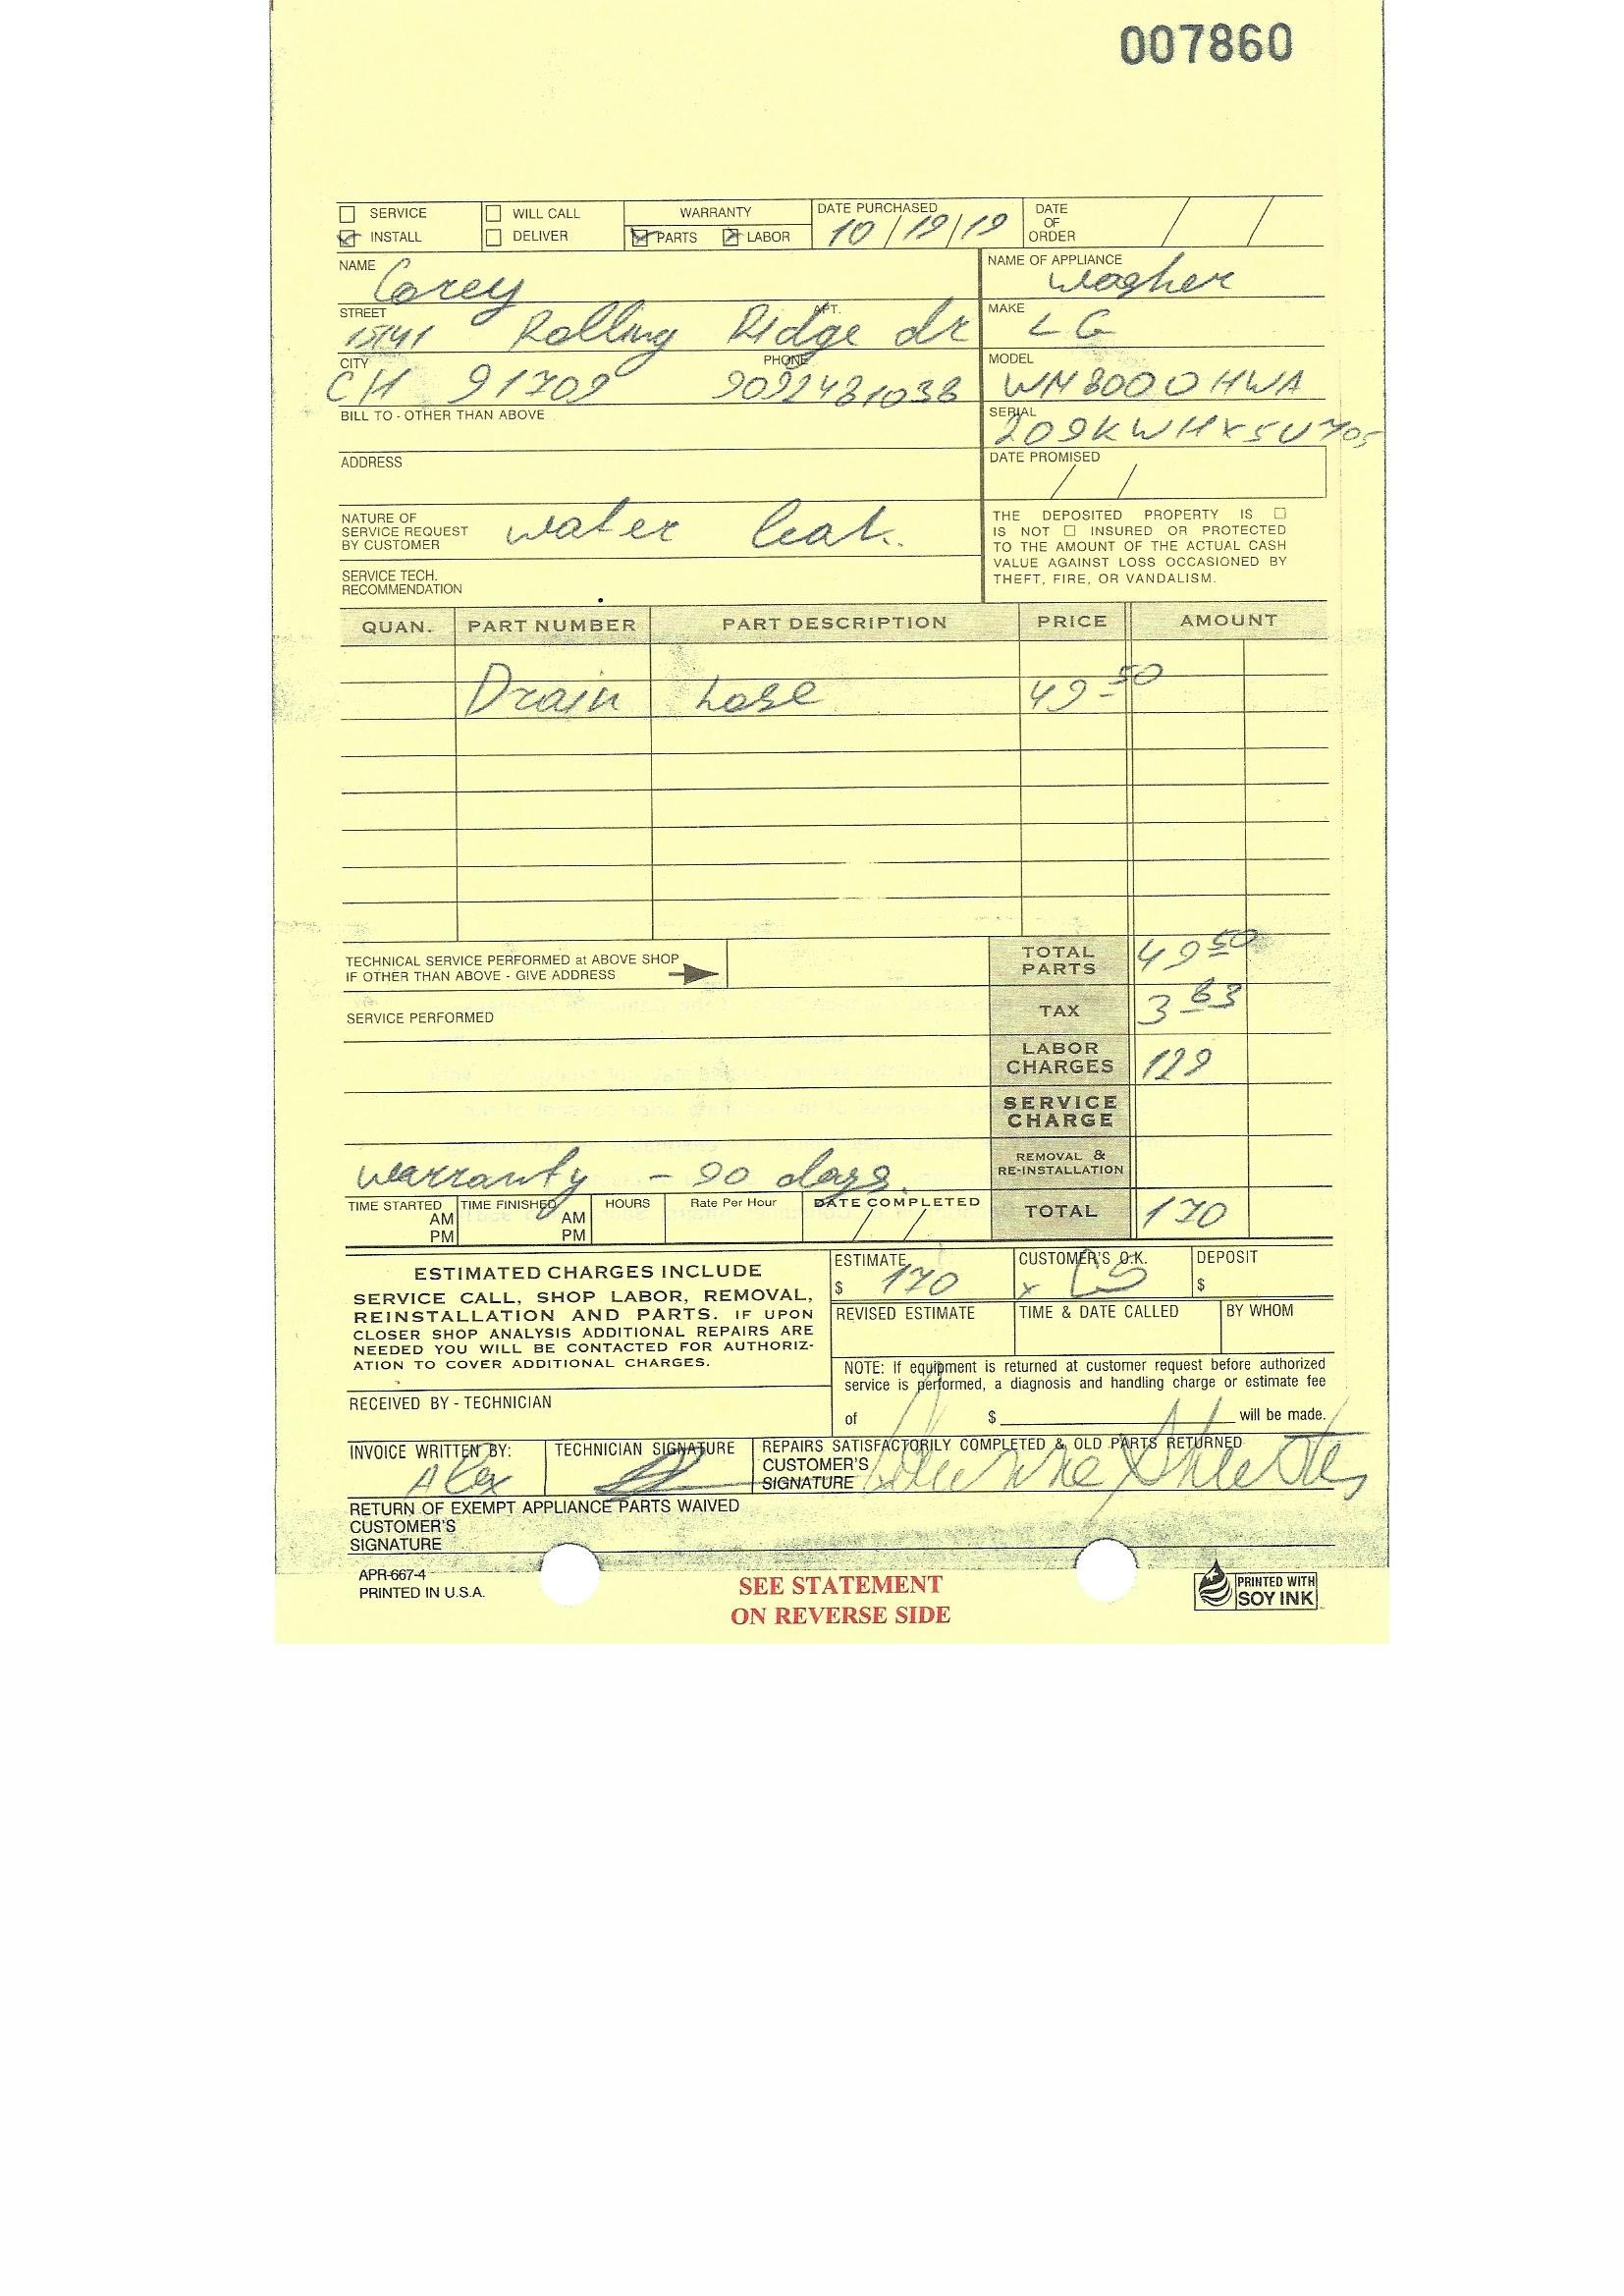 007860
SERVICE WILL CALL WARRANTY DATE PURCHASED DATE OF ORDER
INSTALL DELIVER PARTS LABOR 10/19/19 / /
NAME Corey NAME OF APPLIANCE washer
STREET APT. Rolling Ridge dr MAKE LG
CITY CH 91709 PHONE 9092481038 MODEL WM8000HWA
BILL TO - OTHER THAN ABOVE SERIAL
ADDRESS DATE PROMISED / /
NATURE OF
SERVICE REQUEST
BY CUSTOMER water leak.
THE DEPOSITED PROPERTY IS
IS NOT INSURED OR PROTECTED
TO THE AMOUNT OF THE ACTUAL CASH
VALUE AGAINST LOSS OCCASIONED BY
THEFT, FIRE, OR VANDALISM.
SERVICE TECH.
RECOMMENDATION
QUAN. PART NUMBER PART DESCRIPTION PRICE AMOUNT
Drain hose 49-50
TECHNICAL SERVICE PERFORMED at ABOVE SHOP
IF OTHER THAN ABOVE - GIVE ADDRESS
TOTAL PARTS 49 50
SERVICE PERFORMED
TAX 3 83
LABOR CHARGES 129
SERVICE CHARGE
REMOVAL & RE-INSTALLATION
warranty - 90 days.
TIME STARTED AM PM TIME FINISHED AM PM HOURS Rate Per Hour DATE COMPLETED / / TOTAL 170
ESTIMATED CHARGES INCLUDE
SERVICE CALL, SHOP LABOR, REMOVAL,
REINSTALLATION AND PARTS. IF UPON
CLOSER SHOP ANALYSIS ADDITIONAL REPAIRS ARE
NEEDED YOU WILL BE CONTACTED FOR AUTHORIZ-
ATION TO COVER ADDITIONAL CHARGES.
ESTIMATE $ 170 CUSTOMER'S O.K. x CS DEPOSIT $
REVISED ESTIMATE TIME & DATE CALLED BY WHOM
NOTE: If equipment is returned at customer request before authorized
service is performed, a diagnosis and handling charge or estimate fee
of $ will be made.
RECEIVED BY - TECHNICIAN
INVOICE WRITTEN BY: Alex TECHNICIAN SIGNATURE REPAIRS SATISFACTORILY COMPLETED & OLD PARTS RETURNED
CUSTOMER'S
SIGNATURE
RETURN OF EXEMPT APPLIANCE PARTS WAIVED
CUSTOMER'S
SIGNATURE
APR-667-4
PRINTED IN U.S.A.
SEE STATEMENT
ON REVERSE SIDE
PRINTED WITH
SOY INK